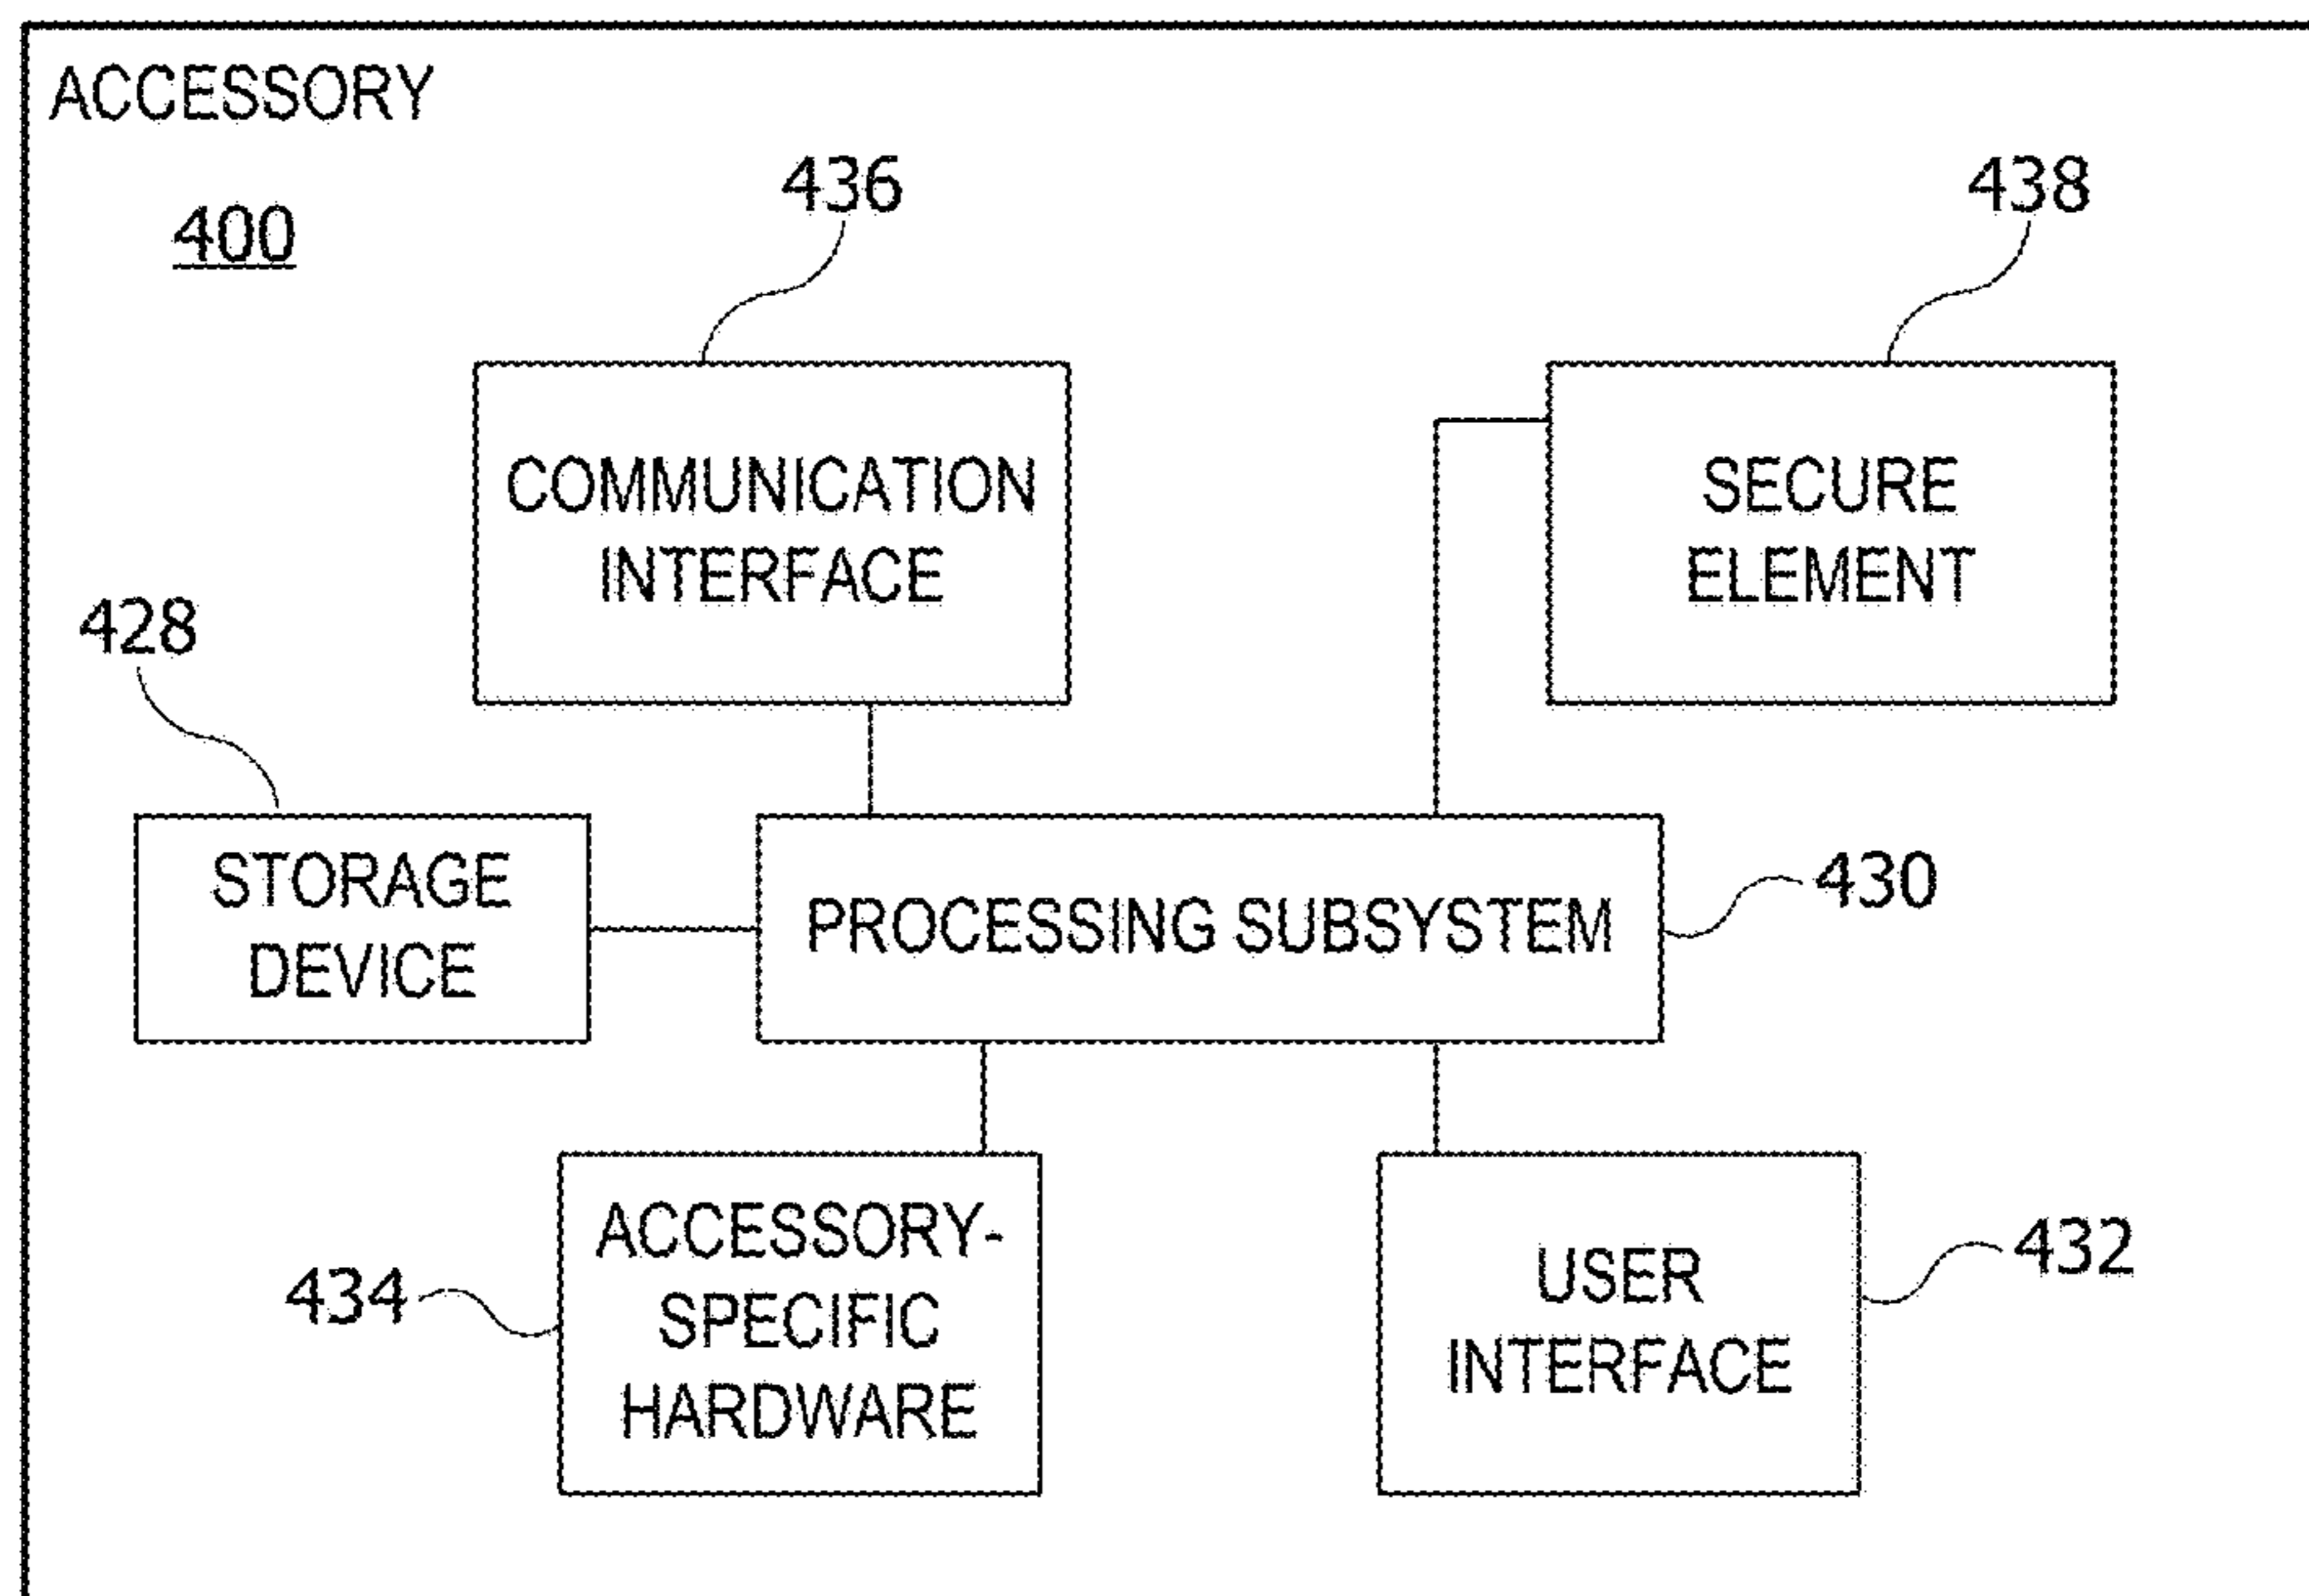 ACCESSORY
400
436
438
COMMUNICATION
INTERFACE
SECURE
ELEMENT
428
STORAGE
DEVICE
PROCESSING SUBSYSTEM
430
ACCESSORY-
SPECIFIC
HARDWARE
434
USER
INTERFACE
432